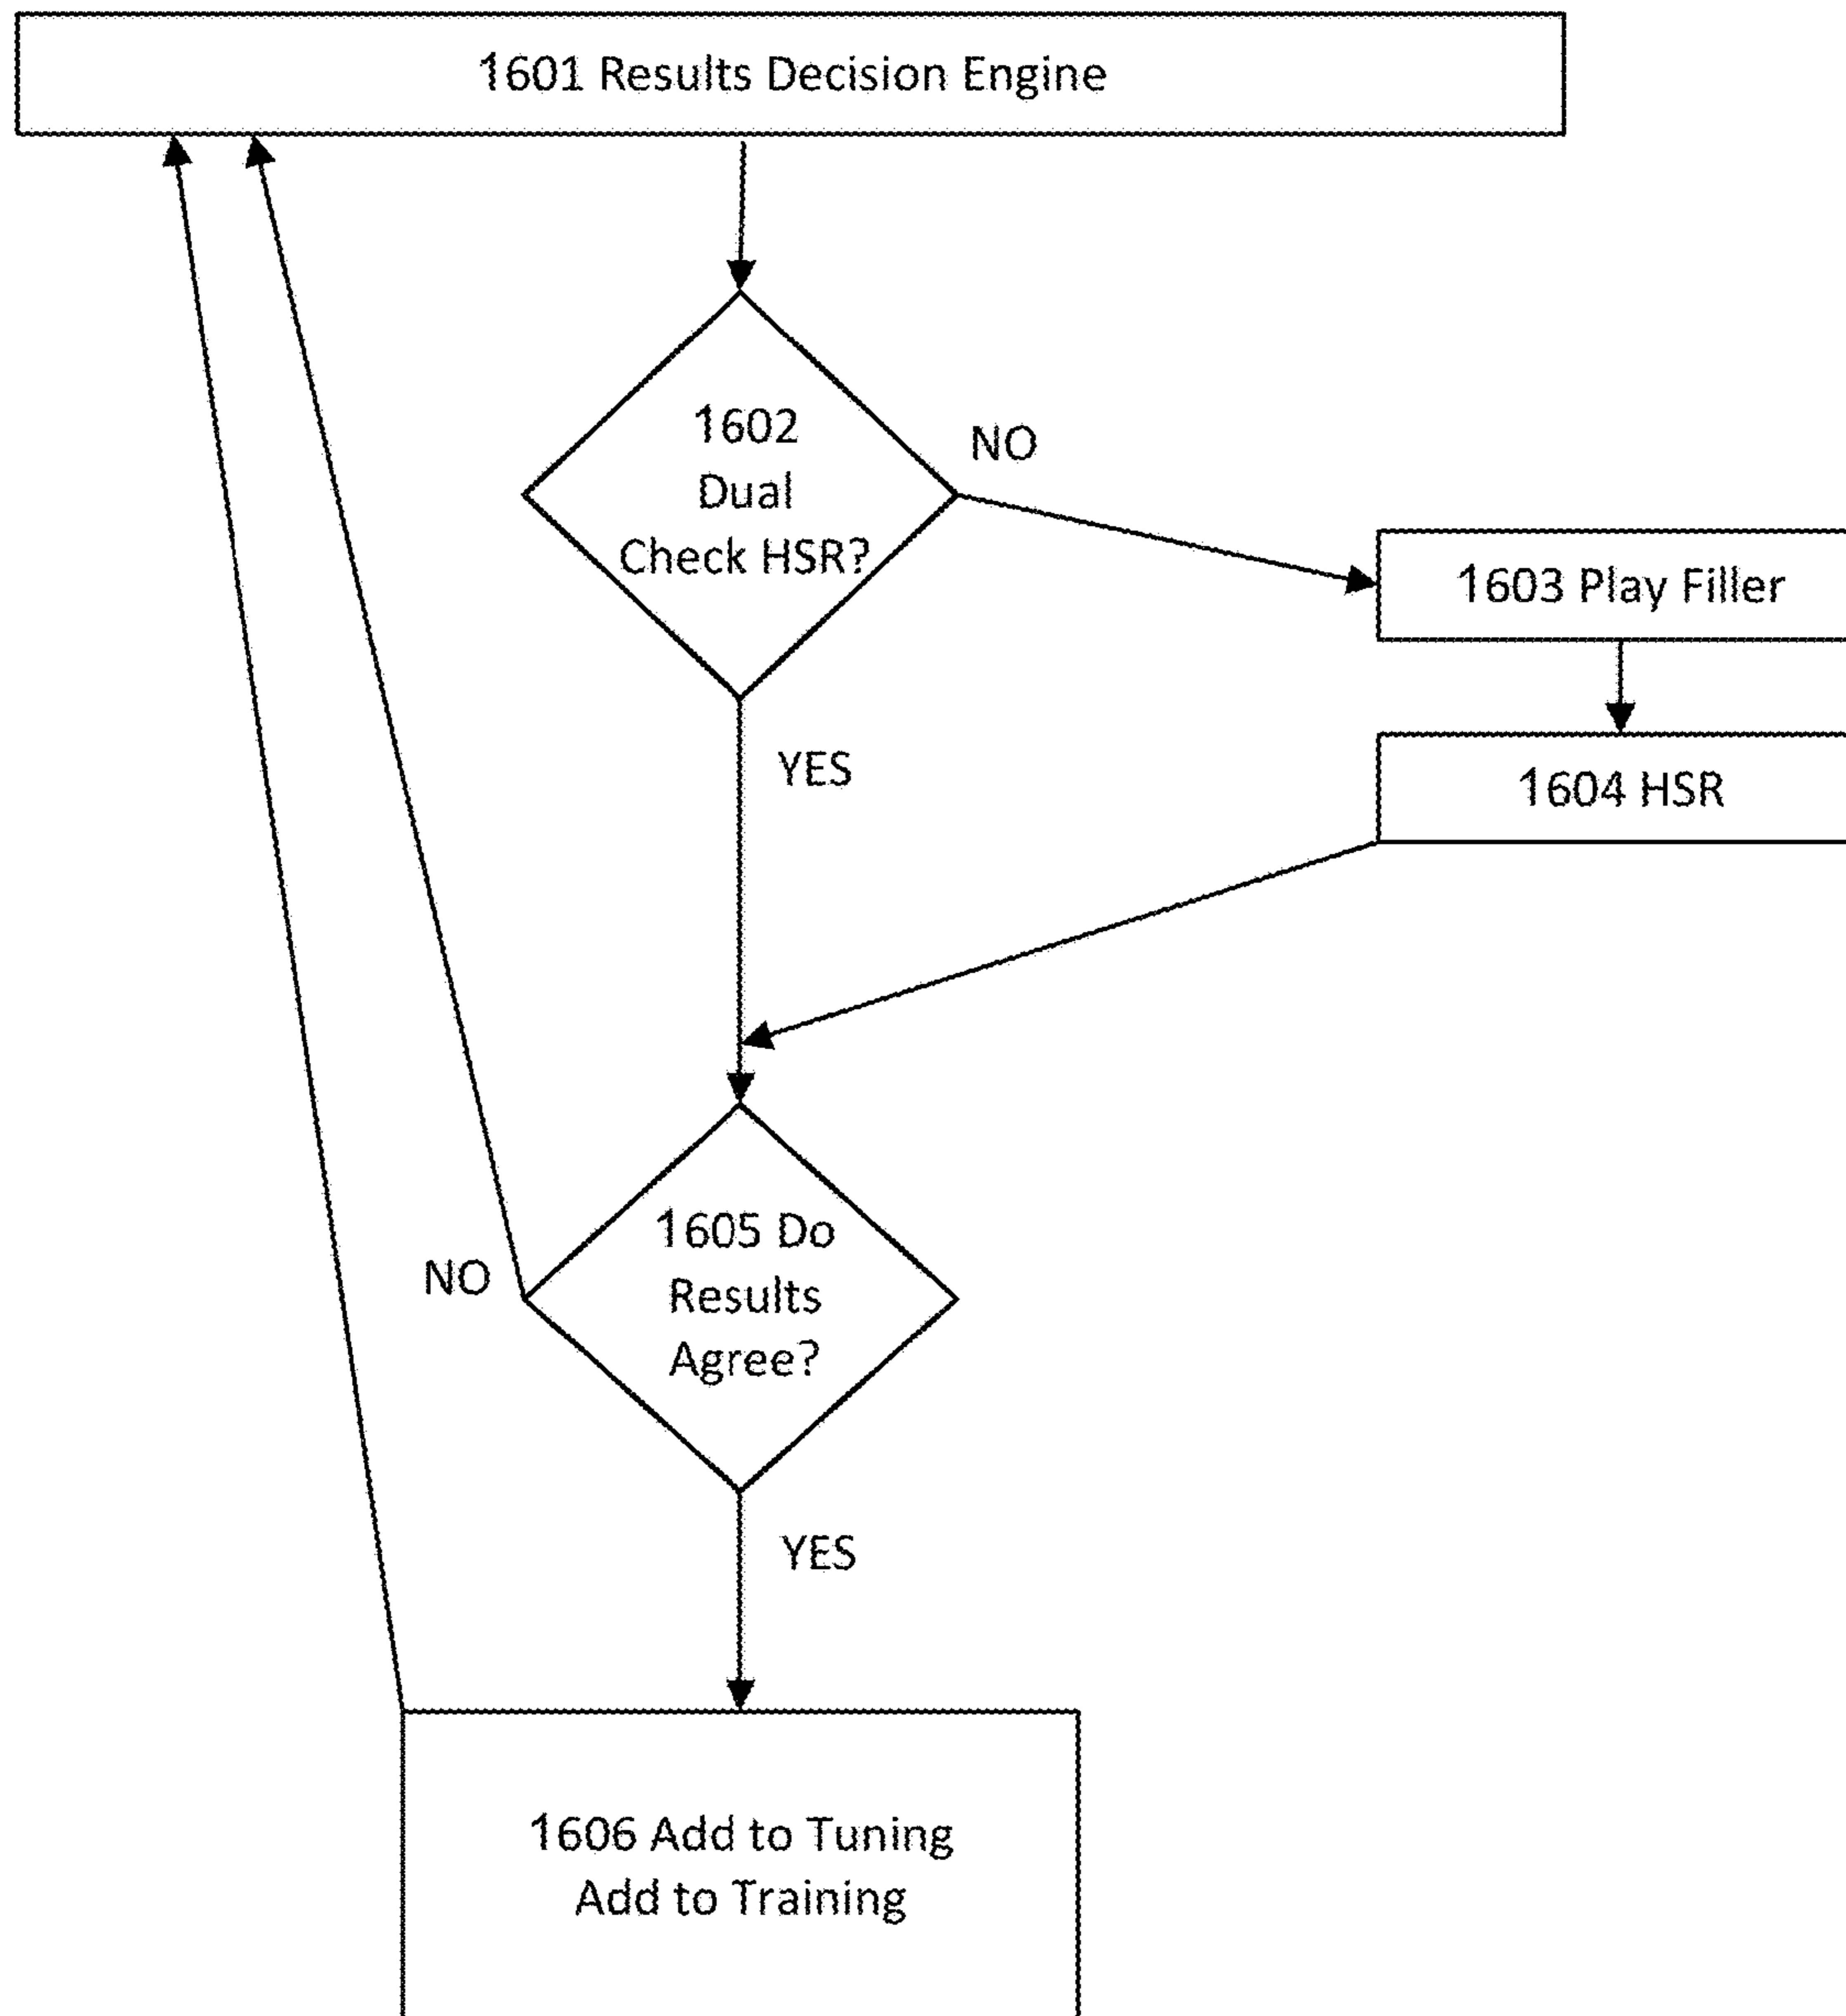 1601 Results Decision Engine
1602
Dual
Check HSR?
NO
1603 Play Filler
YES
1604 HSR
1605 Do
Results
Agree?
NO
YES
1606 Add to Tuning
Add to Training